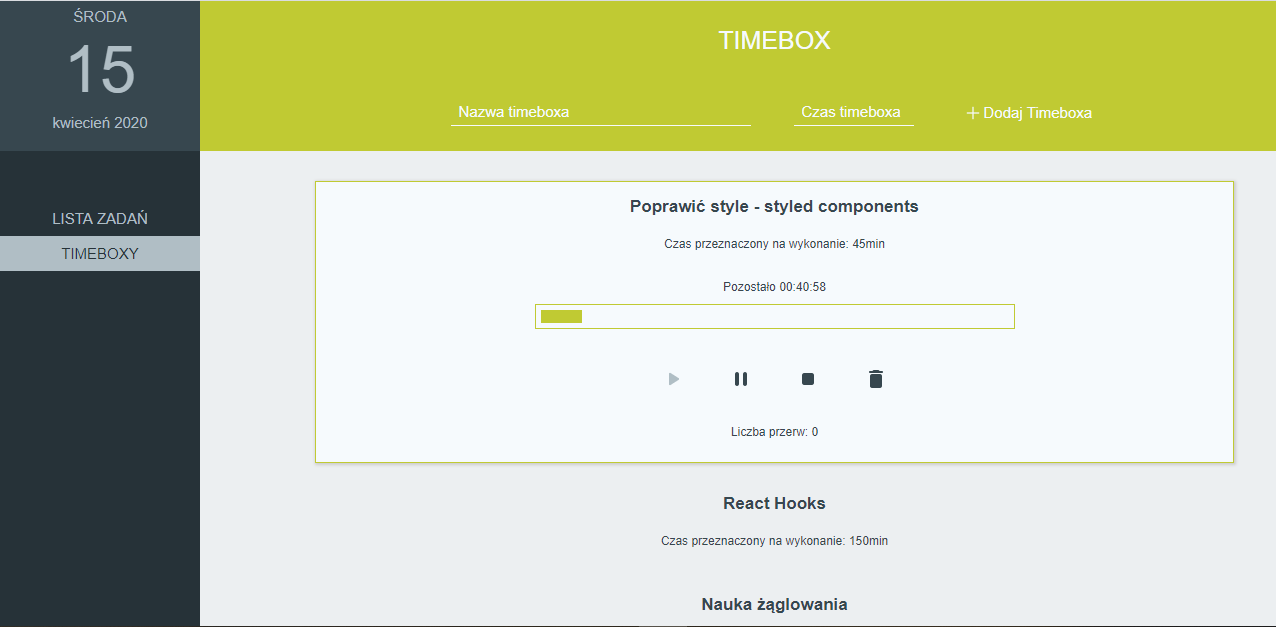 ŚRODA
15
kwiecień 2020
LISTA ZADAŃ
TIMEBOXY
TIMEBOX
Nazwa timeboxa
Czas timeboxa
Dodaj Timeboxa
Poprawić style - styled components
Czas przeznaczony na wykonanie: 45min
Pozostało 00:40:58
Liczba przerw: 0
React Hooks
Czas przeznaczony na wykonanie: 150min
Nauka żąglowania